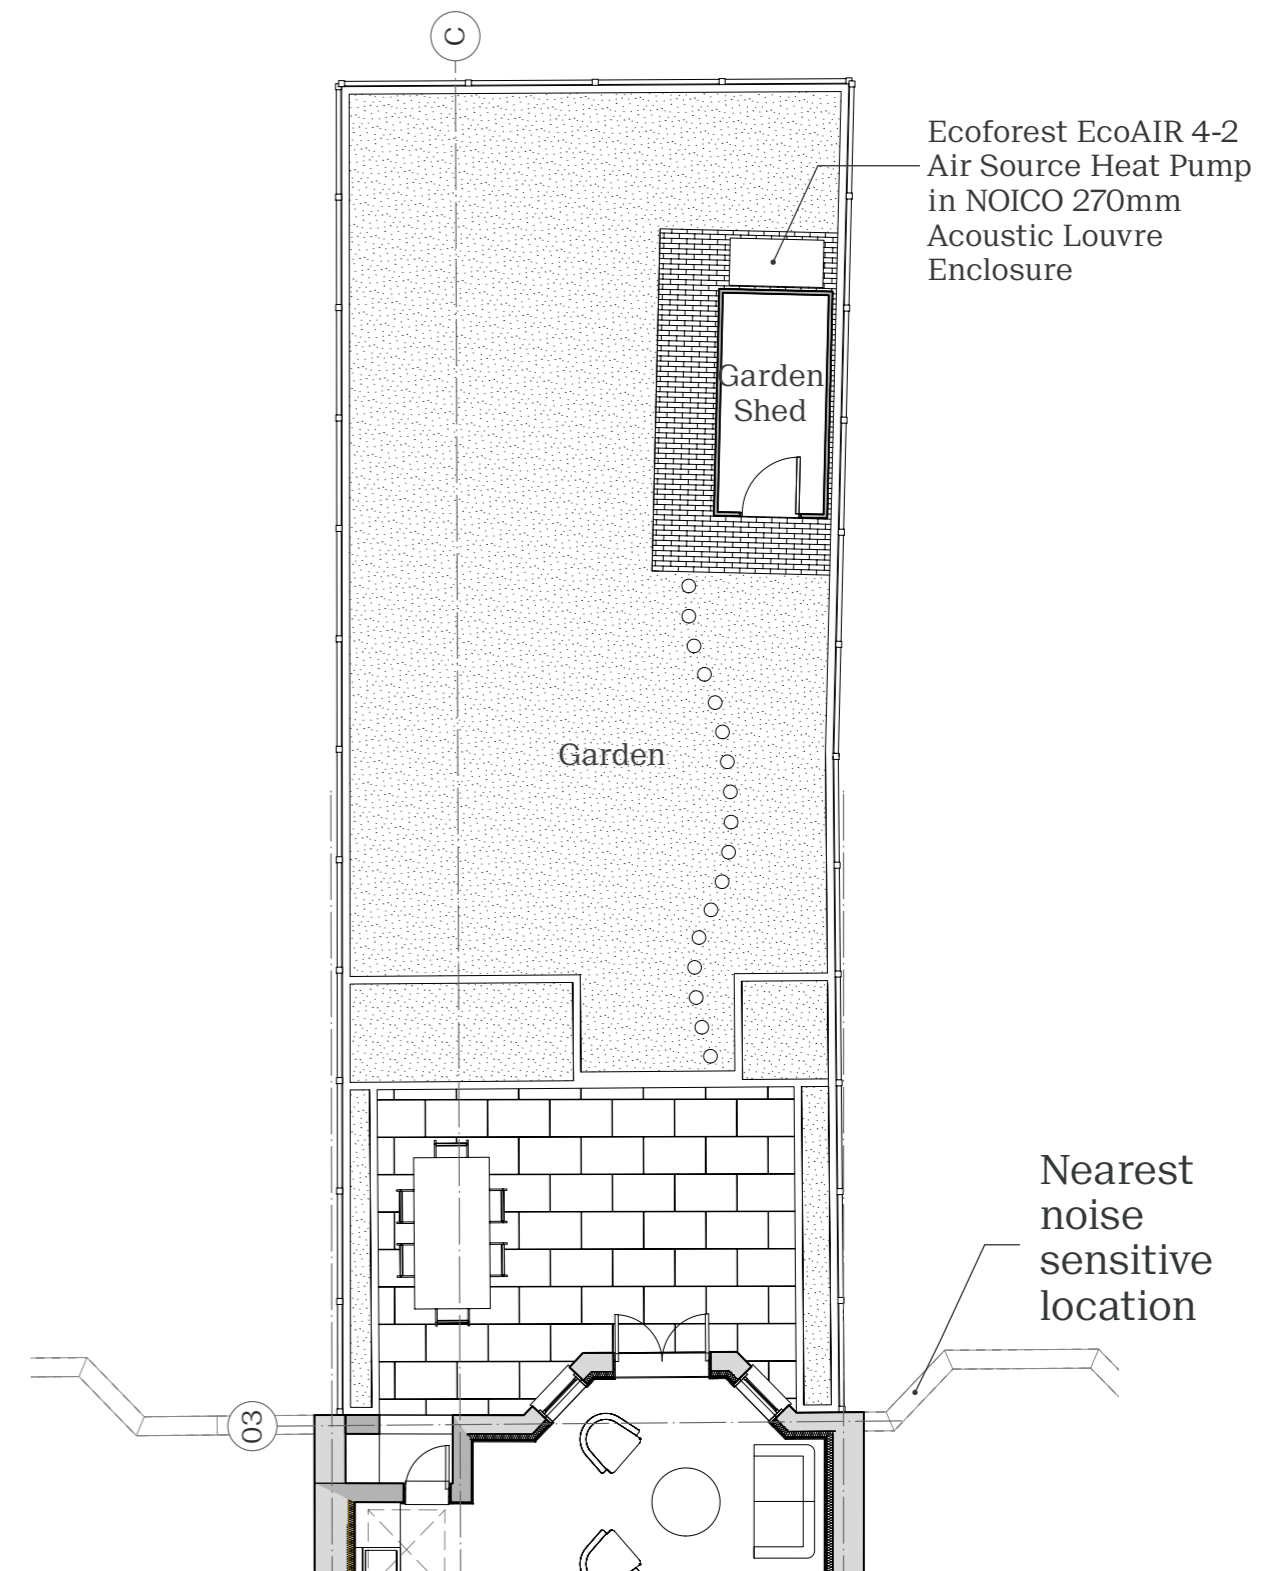 C
Ecoforest EcoAIR 4-2
Air Source Heat Pump
in NOICO 270mm
Acoustic Louvre
Enclosure
Garden
Shed
Garden
Nearest
noise
sensitive
location
03